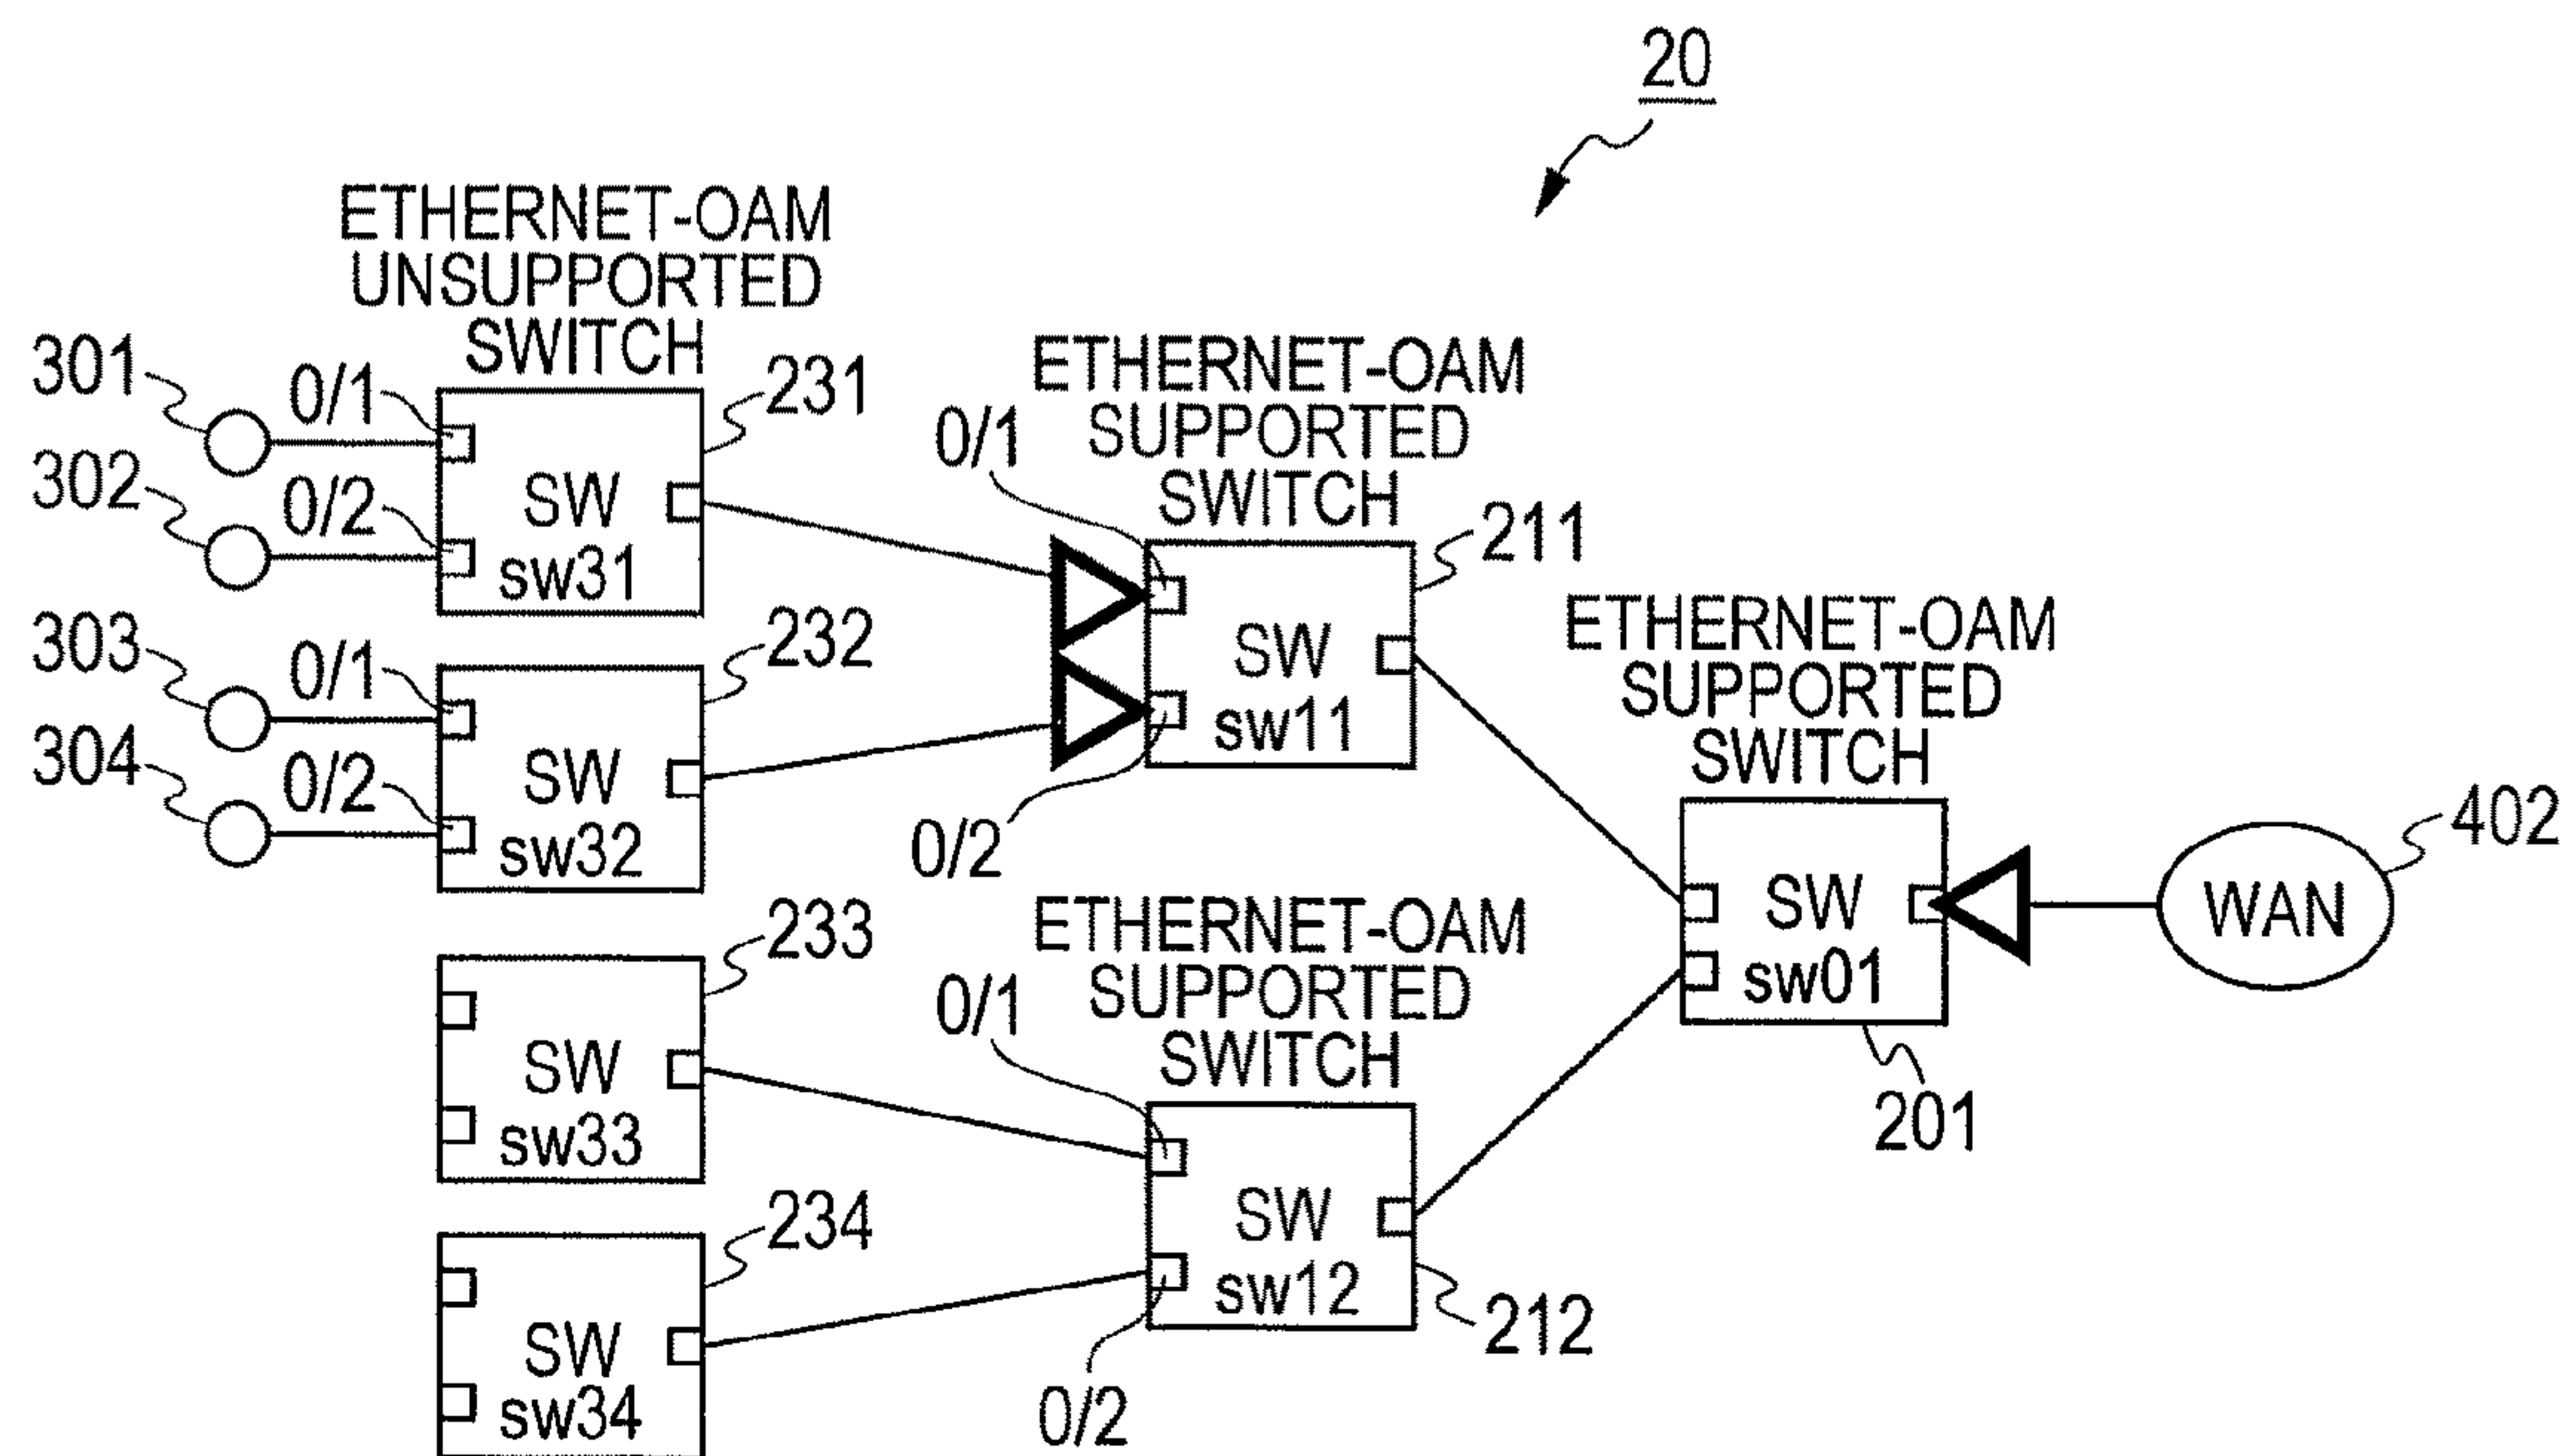 20
ETHERNET-OAM
UNSUPPORTED
SWITCH
301
0/1
231
302
0/2
SW
sw31
ETHERNET-OAM
SUPPORTED
SWITCH
0/1
211
303
0/1
232
304
0/2
SW
sw32
SW
sw11
0/2
ETHERNET-OAM
SUPPORTED
SWITCH
402
SW
sw01
WAN
201
233
SW
sw33
ETHERNET-OAM
SUPPORTED
SWITCH
0/1
234
SW
sw34
SW
sw12
212
0/2